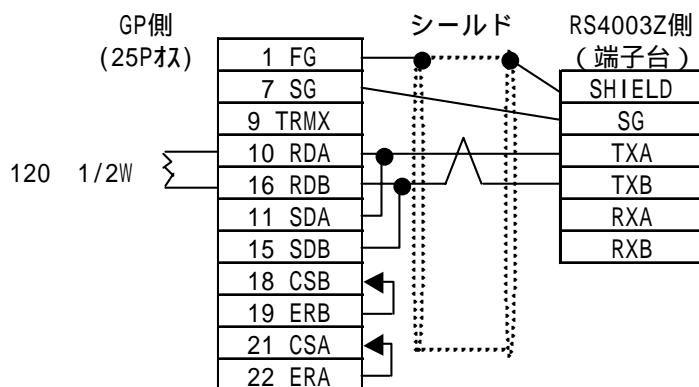 GP側
(25Pｵｽ)
シールド
RS4003Z側
(端子台)
1 FG
7 SG
9 TRMX
10 RDA
16 RDB
11 SDA
15 SDB
18 CSB
19 ERB
21 CSA
22 ERA
120 1/2W
SHIELD
SG
TXA
TXB
RXA
RXB